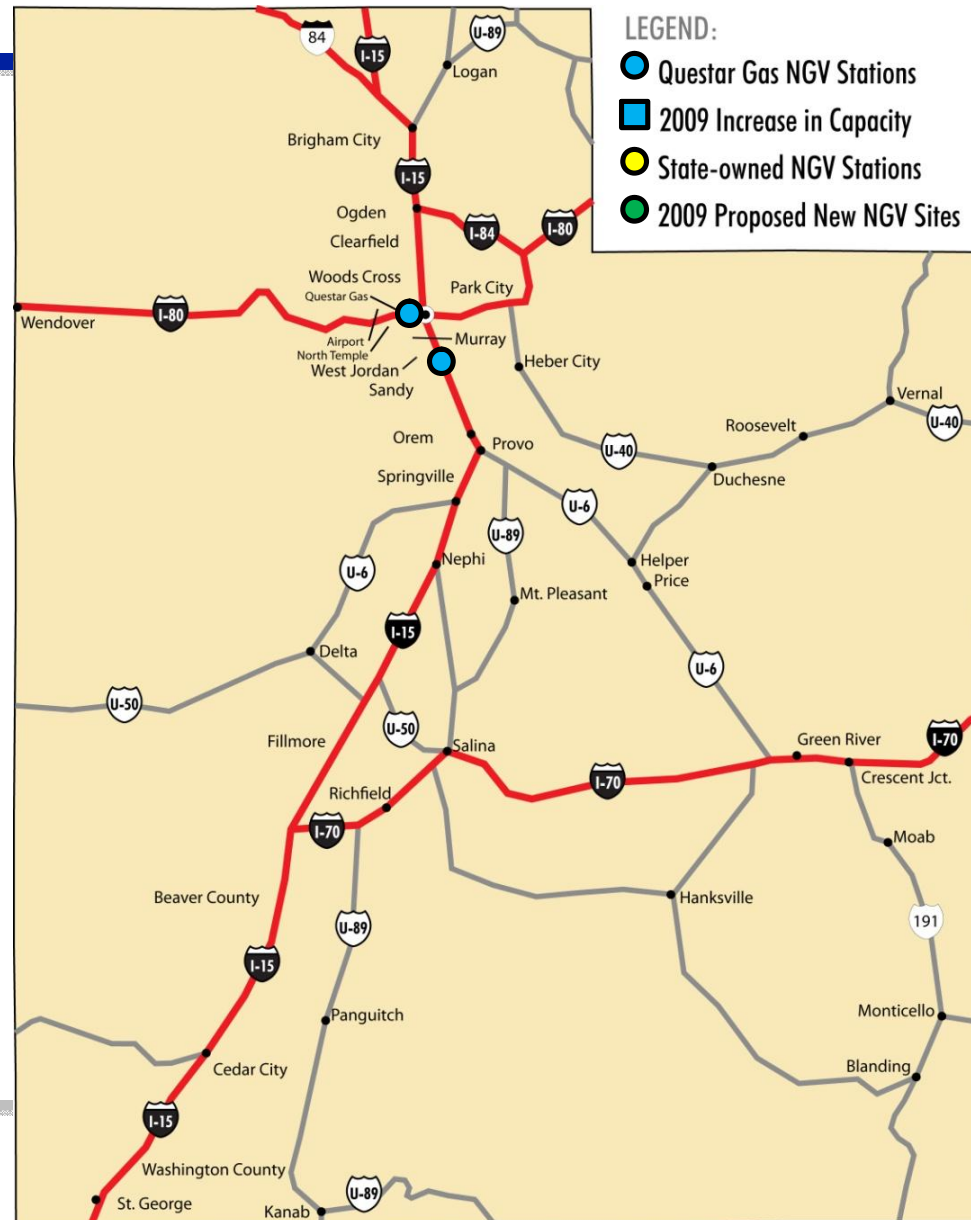 LEGEND:
Questar Gas NGV Stations
2009 Increase in Capacity
State-owned NGV Stations
2009 Proposed New NGV Sites
84
I-15
U-89
Logan
Brigham City
I-15
Ogden
Clearfield
I-84
I-80
Woods Cross
Questar Gas
Park City
Wendover
I-80
Airport
North Temple
Murray
West Jordan
Sandy
Heber City
Vernal
Roosevelt
U-40
Orem
Provo
U-40
Duchesne
Springville
U-6
U-89
Nephi
U-6
Helper
Price
Mt. Pleasant
I-15
Delta
U-6
U-50
U-50
Fillmore
Salina
Green River
I-70
I-70
Crescent Jct.
Richfield
I-70
Moab
Beaver County
Hanksville
191
U-89
I-15
Panguitch
Monticello
Cedar City
Blanding
I-15
Washington County
St. George
U-89
Kanab